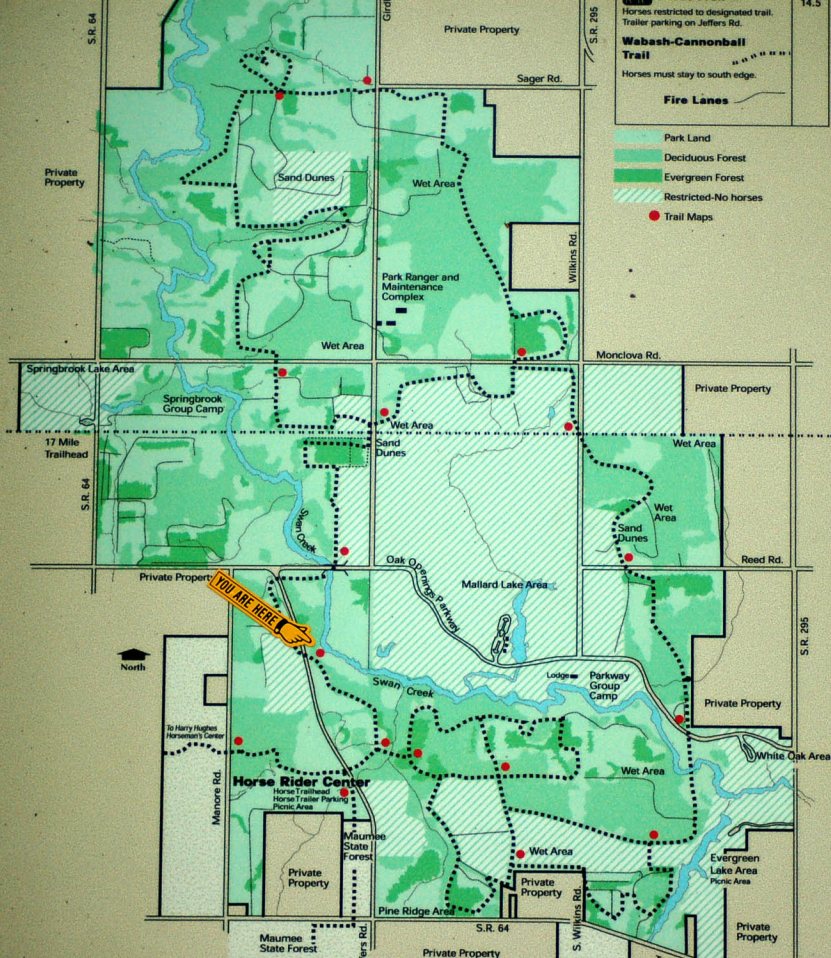 14.5
Horses restricted to designated trail.
Trailer parking on Jeffers Rd.
Wabash-Cannonball
Trail
Horses must stay to south edge.
Fire Lanes
Park Land
Deciduous Forest
Evergreen Forest
Restricted-No horses
Trail Maps
S.R. 64
S.R. 295
Private Property
Sager Rd.
Private
Property
Sand Dunes
Wet Area
Wilkins Rd.
Park Ranger and
Maintenance
Complex
Wet Area
Monclova Rd.
Springbrook Lake Area
Springbrook
Group Camp
Private Property
Wet Area
17 Mile
Trailhead
Sand
Dunes
Wet Area
S.R. 64
Wet
Area
Sand
Dunes
Swan
Creek
Oak Openings Parkway
Reed Rd.
Private Property
YOU ARE HERE
Mallard Lake Area
North
S.R. 295
Swan Creek
Lodge
Parkway
Group
Camp
Private Property
To Harry Hughes
Horseman's Center
White Oak Area
Manore Rd.
Horse Rider Center
Horse Trailhead
Horse Trailer Parking
Picnic Area
Wet Area
Maumee
State
Forest
Private
Property
Wet Area
Evergreen
Lake Area
Picnic Area
Private
Property
Pine Ridge Area
S. Wilkins Rd.
S.R. 64
Private
Property
Maumee
State Forest
Private Property